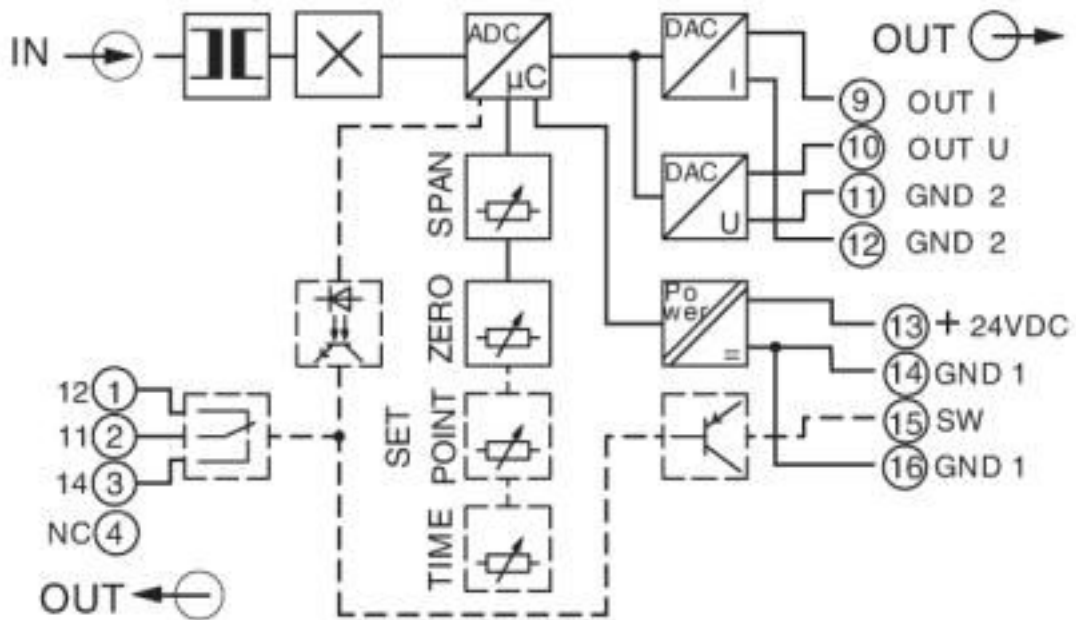 IN
ADC
µC
DAC
I
OUT
9 OUT I
10 OUT U
11 GND 2
12 GND 2
DAC
U
SPAN
ZERO
SET
POINT
TIME
Po
wer
=
13 + 24VDC
14 GND 1
15 SW
16 GND 1
12 1
11 2
14 3
NC 4
OUT